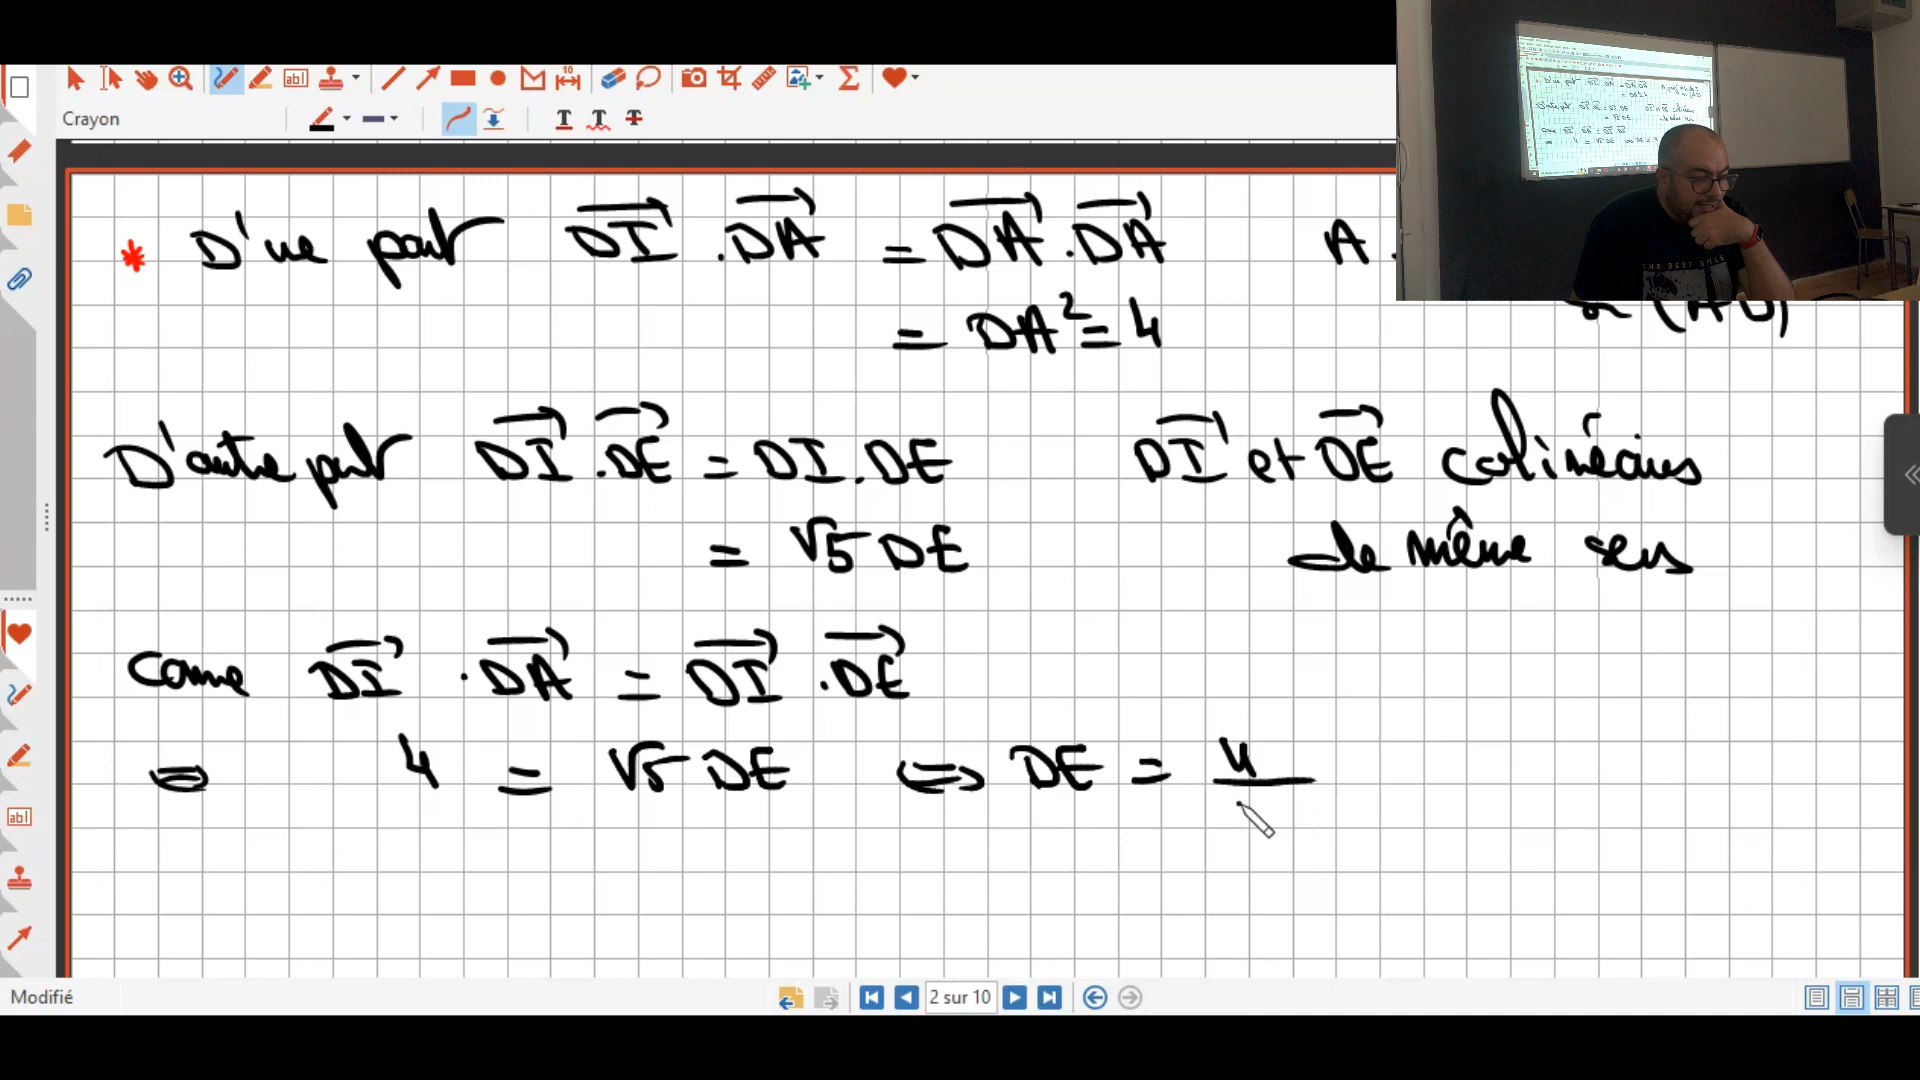 Crayon
* D'une part DI⃗ . DA⃗ = DA⃗ . DA⃗ A .
= DA² = 4 (AD)
D'autre part DI⃗ . DE⃗ = DI . DE DI⃗ et DE⃗ colinéaires
= √5 DE de même sens
Comme DI⃗ . DA⃗ = DI⃗ . DE⃗
⇔ 4 = √5 DE ⇔ DE = 4
Modifié 2 sur 10